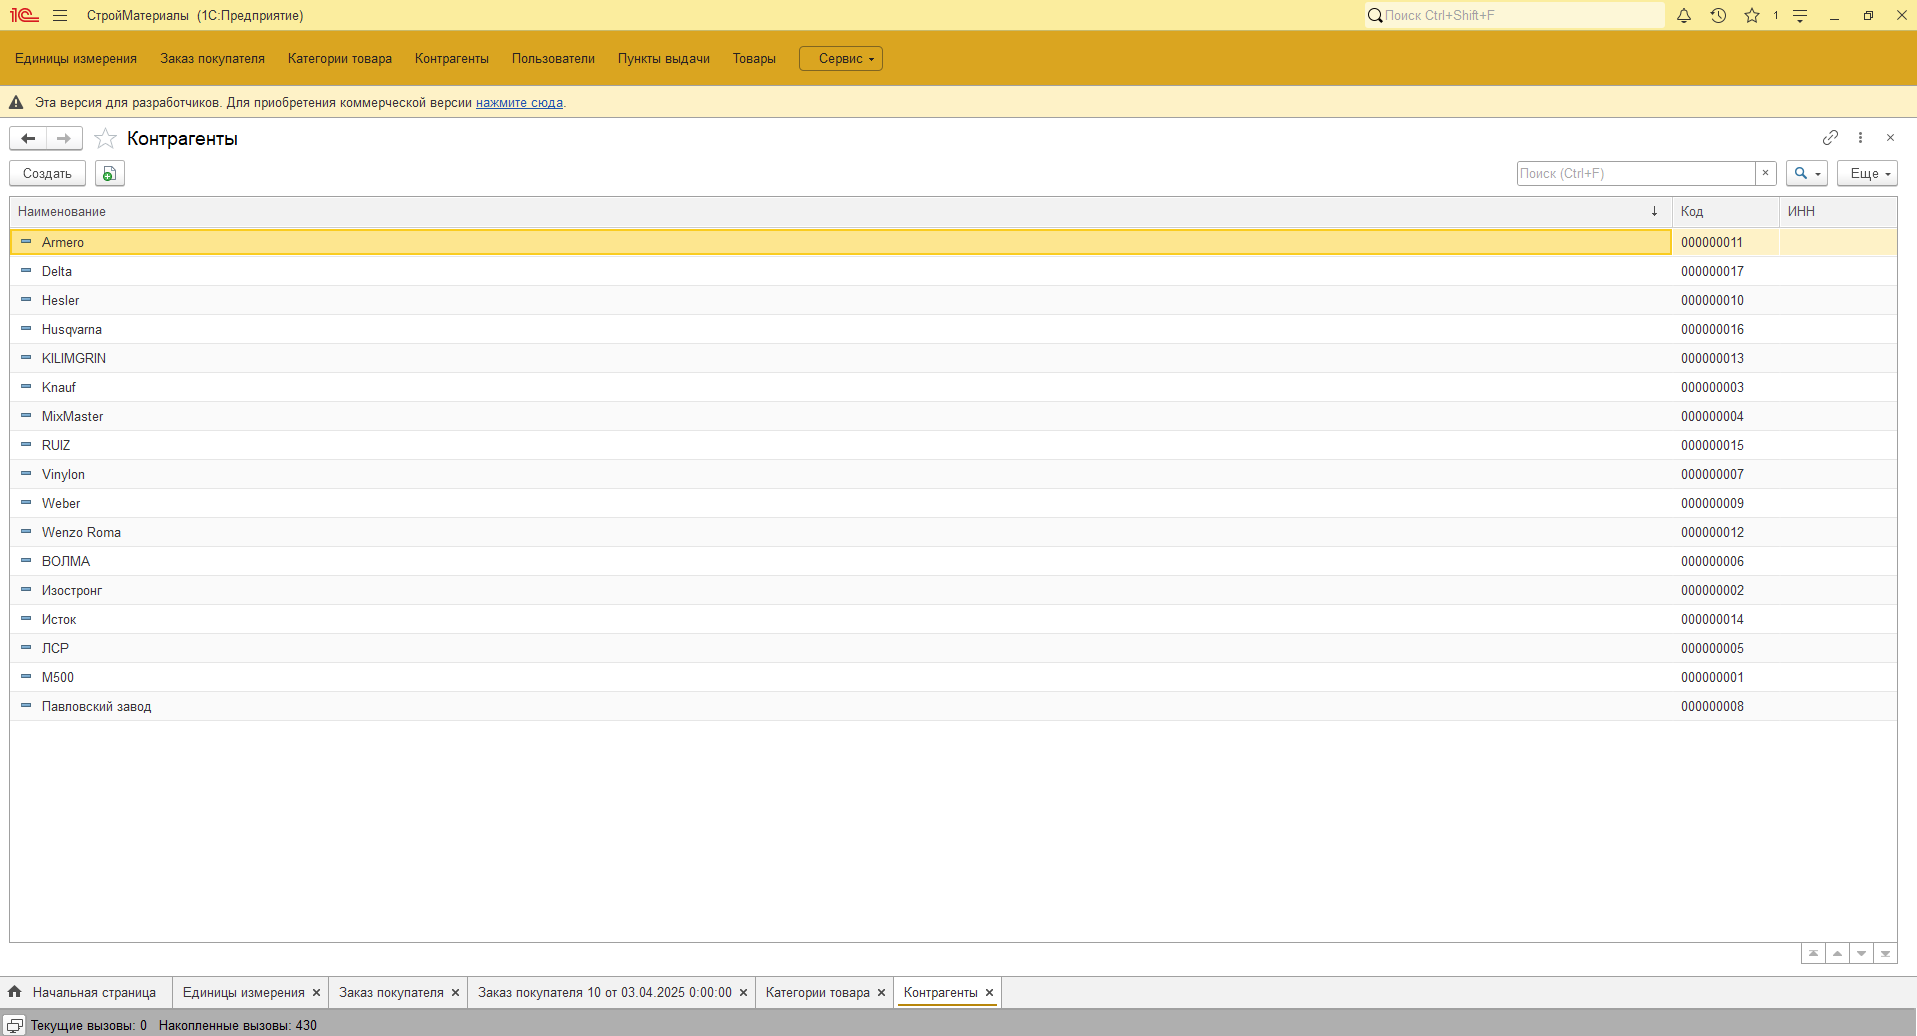 1С СтройМатериалы (1С:Предприятие) Поиск Ctrl+Shift+F 1
Единицы измерения Заказ покупателя Категории товара Контрагенты Пользователи Пункты выдачи Товары Сервис
Эта версия для разработчиков. Для приобретения коммерческой версии нажмите сюда.
Контрагенты
Создать Поиск (Ctrl+F) × Еще
Наименование ↓ Код ИНН
Armero 000000011
Delta 000000017
Hesler 000000010
Husqvarna 000000016
KILIMGRIN 000000013
Knauf 000000003
MixMaster 000000004
RUIZ 000000015
Vinylon 000000007
Weber 000000009
Wenzo Roma 000000012
ВОЛМА 000000006
Изостронг 000000002
Исток 000000014
ЛСР 000000005
М500 000000001
Павловский завод 000000008
Начальная страница Единицы измерения × Заказ покупателя × Заказ покупателя 10 от 03.04.2025 0:00:00 × Категории товара × Контрагенты ×
Текущие вызовы: 0 Накопленные вызовы: 430